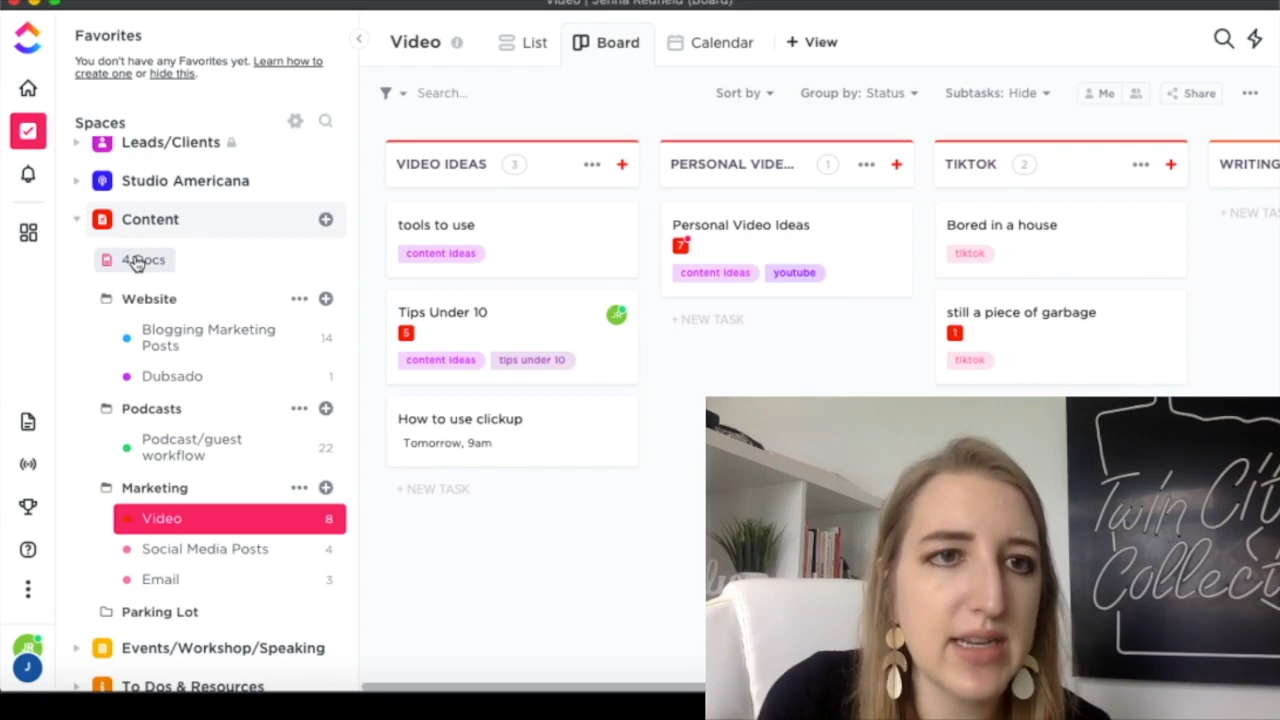 Video | Jenna Redfield (Board)
Favorites
You don't have any Favorites yet. Learn how to
create one or hide this.
Spaces
Leads/Clients
Studio Americana
Content
4 Docs
Website
Blogging Marketing
Posts
14
Dubsado
1
Podcasts
Podcast/guest
workflow
22
Marketing
Video
8
Social Media Posts
4
Email
3
Parking Lot
Events/Workshop/Speaking
To Dos & Resources
JR
J
Video
List
Board
Calendar
+ View
Search...
Sort by
Group by: Status
Subtasks: Hide
Me
Share
VIDEO IDEAS 3
tools to use
content ideas
Tips Under 10
JR
5
content ideas tips under 10
How to use clickup
Tomorrow, 9am
+ NEW TASK
PERSONAL VIDE... 1
Personal Video Ideas
7
content ideas youtube
+ NEW TASK
TIKTOK 2
Bored in a house
tiktok
still a piece of garbage
1
tiktok
WRITING
+ NEW TA
Twin Cit
Collect